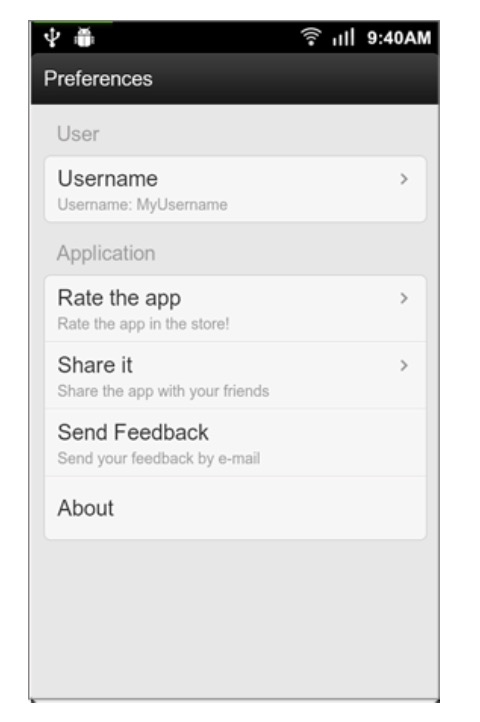 9:40AM
Preferences
User
Username
Username: MyUsername
Application
Rate the app
Rate the app in the store!
Share it
Share the app with your friends
Send Feedback
Send your feedback by e-mail
About